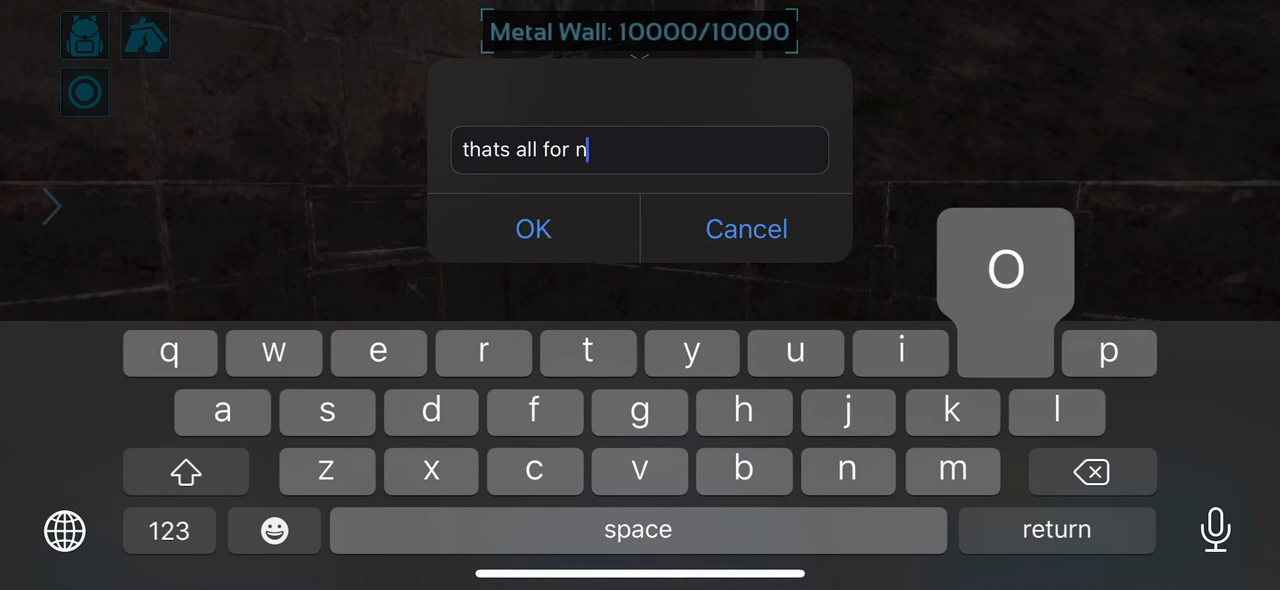 Metal Wall: 10000/10000
thats all for n
OK Cancel
O
q w e r t y u i p
a s d f g h j k l
z x c v b n m
123 space return